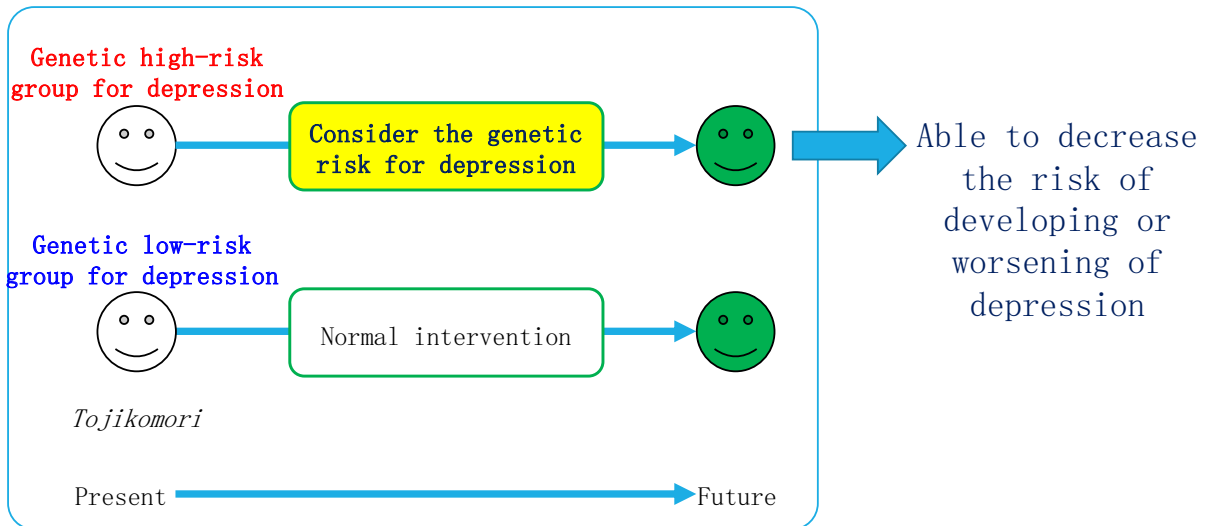 Genetic high-risk
group for depression
Consider the genetic
risk for depression
Able to decrease
the risk of
developing or
worsening of
depression
Genetic low-risk
group for depression
Normal intervention
Tojikomori
Present
Future